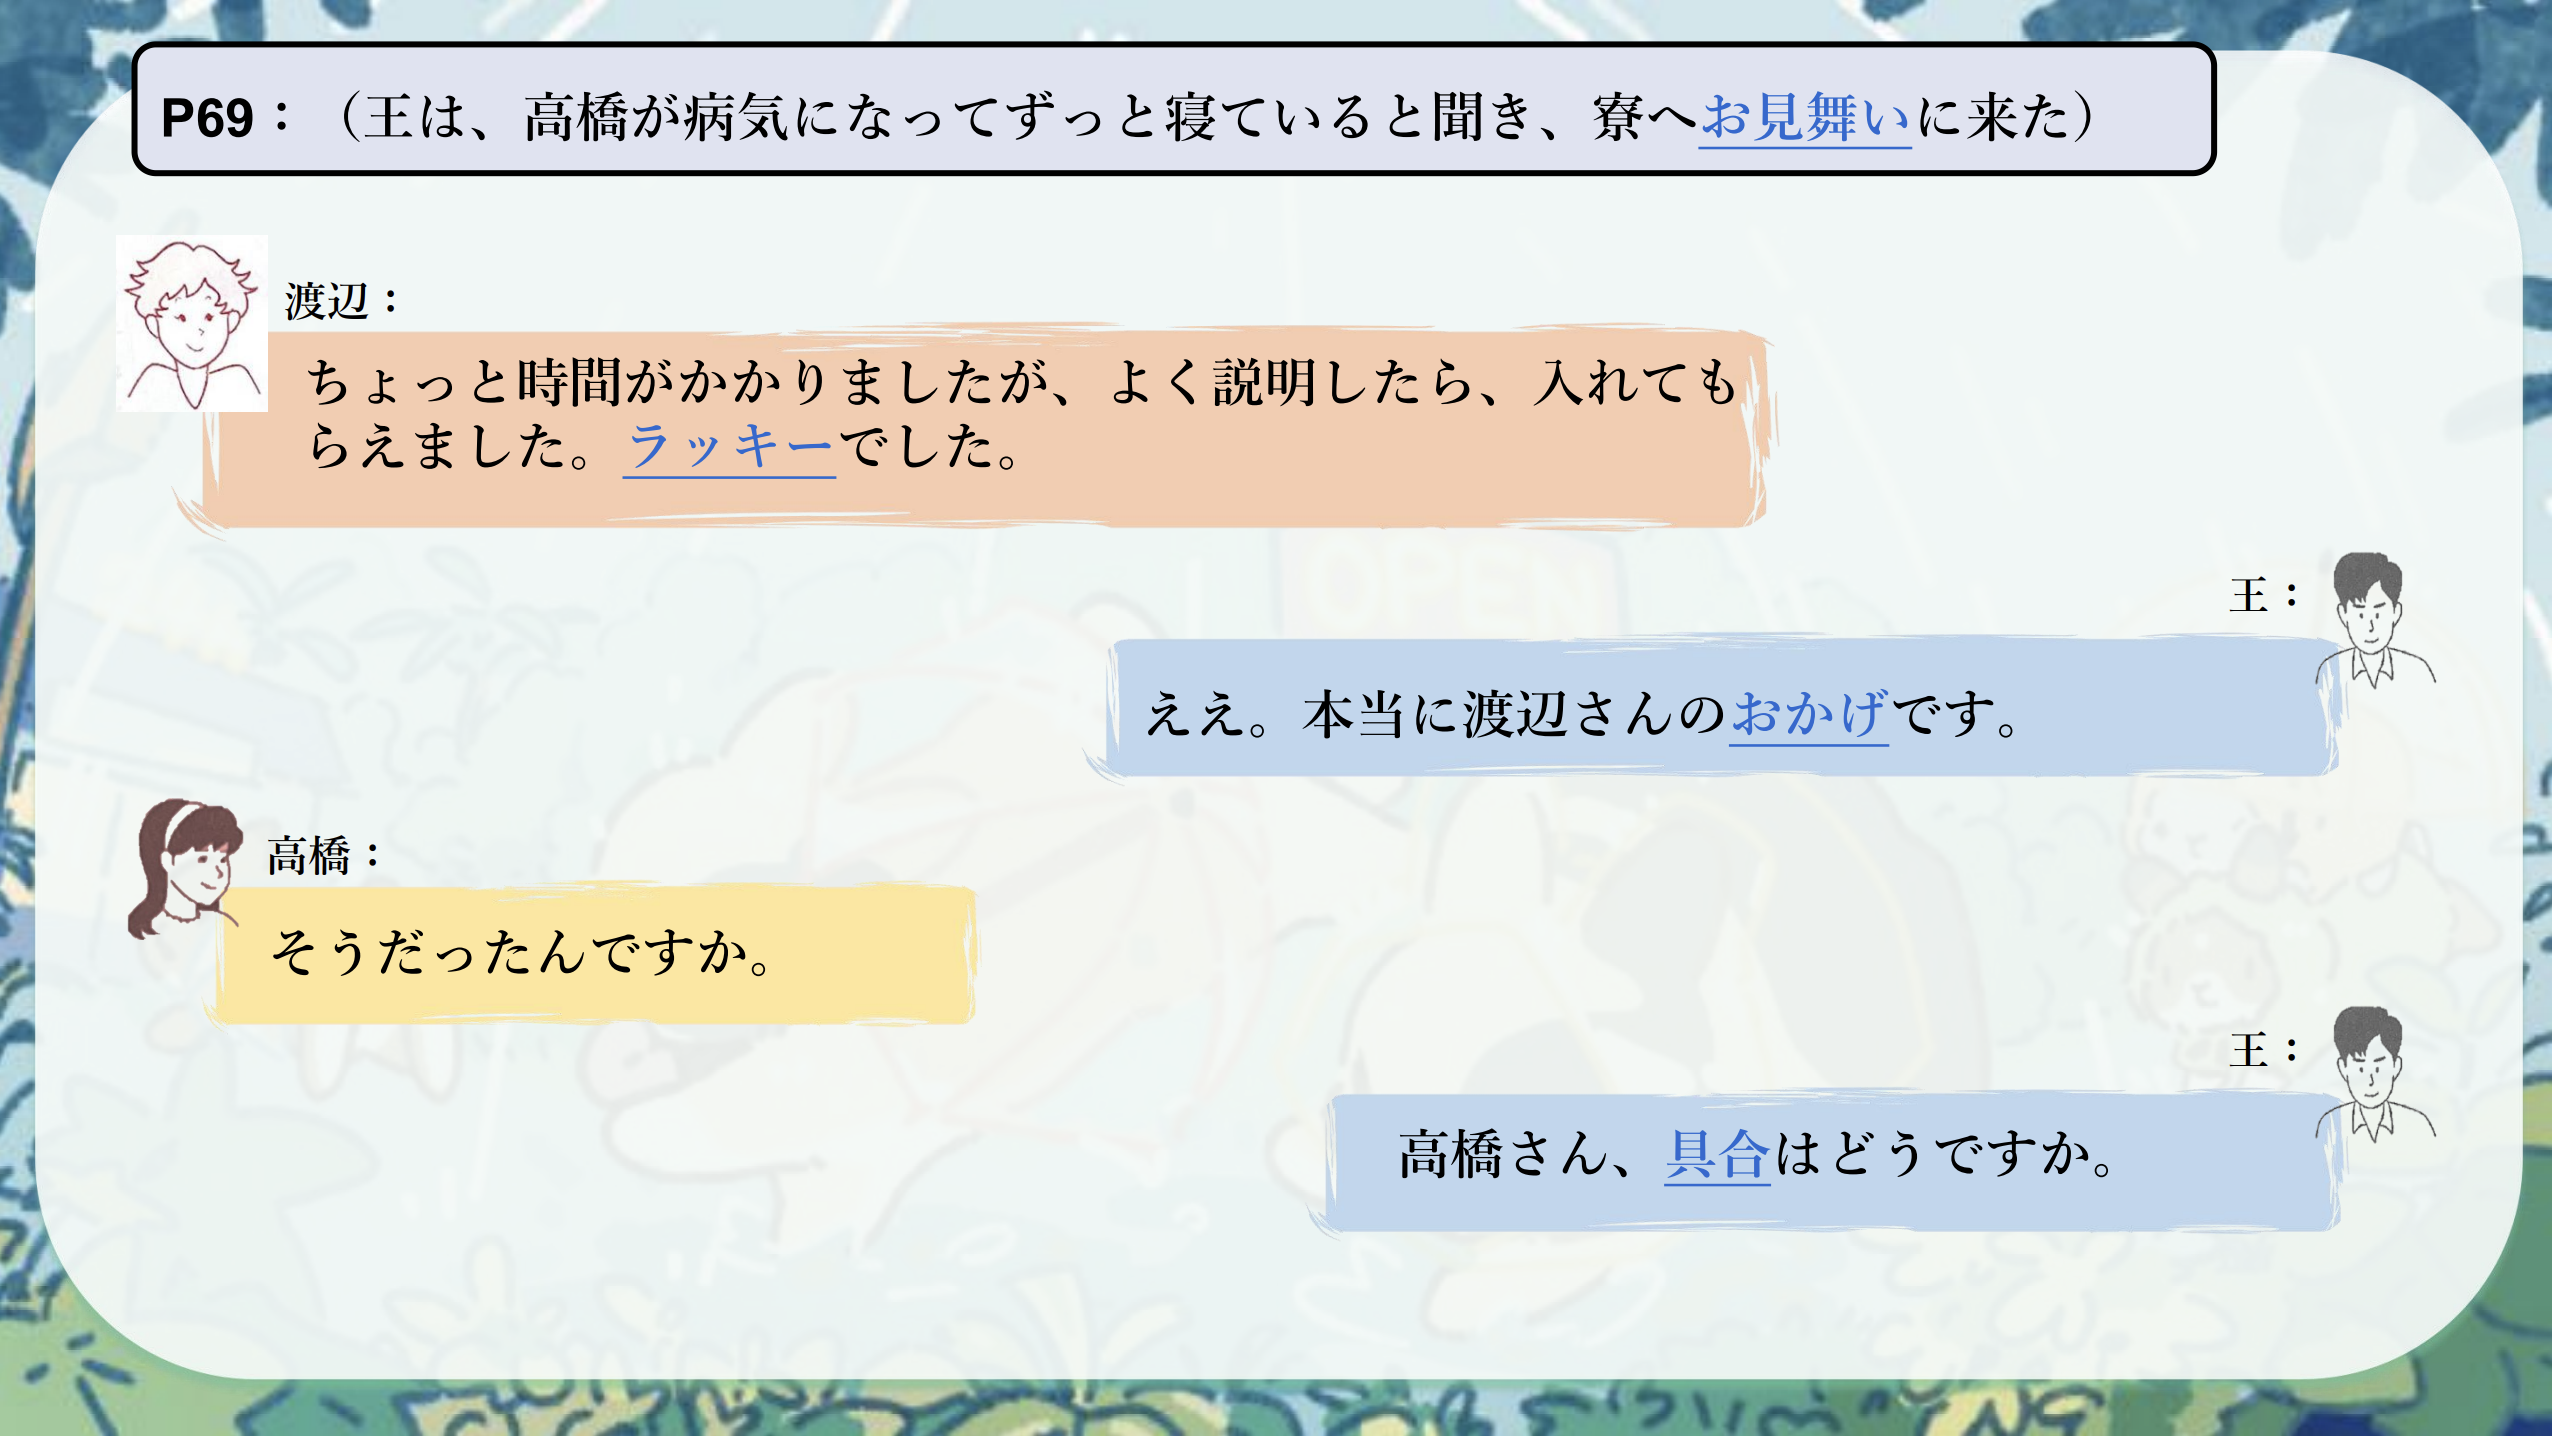 P69：（王は、高橋が病気になってずっと寝ていると聞き、寮へお見舞いに来た）
渡辺：
ちょっと時間がかかりましたが、よく説明したら、入れても
らえました。ラッキーでした。
王：
ええ。本当に渡辺さんのおかげです。
高橋：
そうだったんですか。
王：
高橋さん、具合はどうですか。